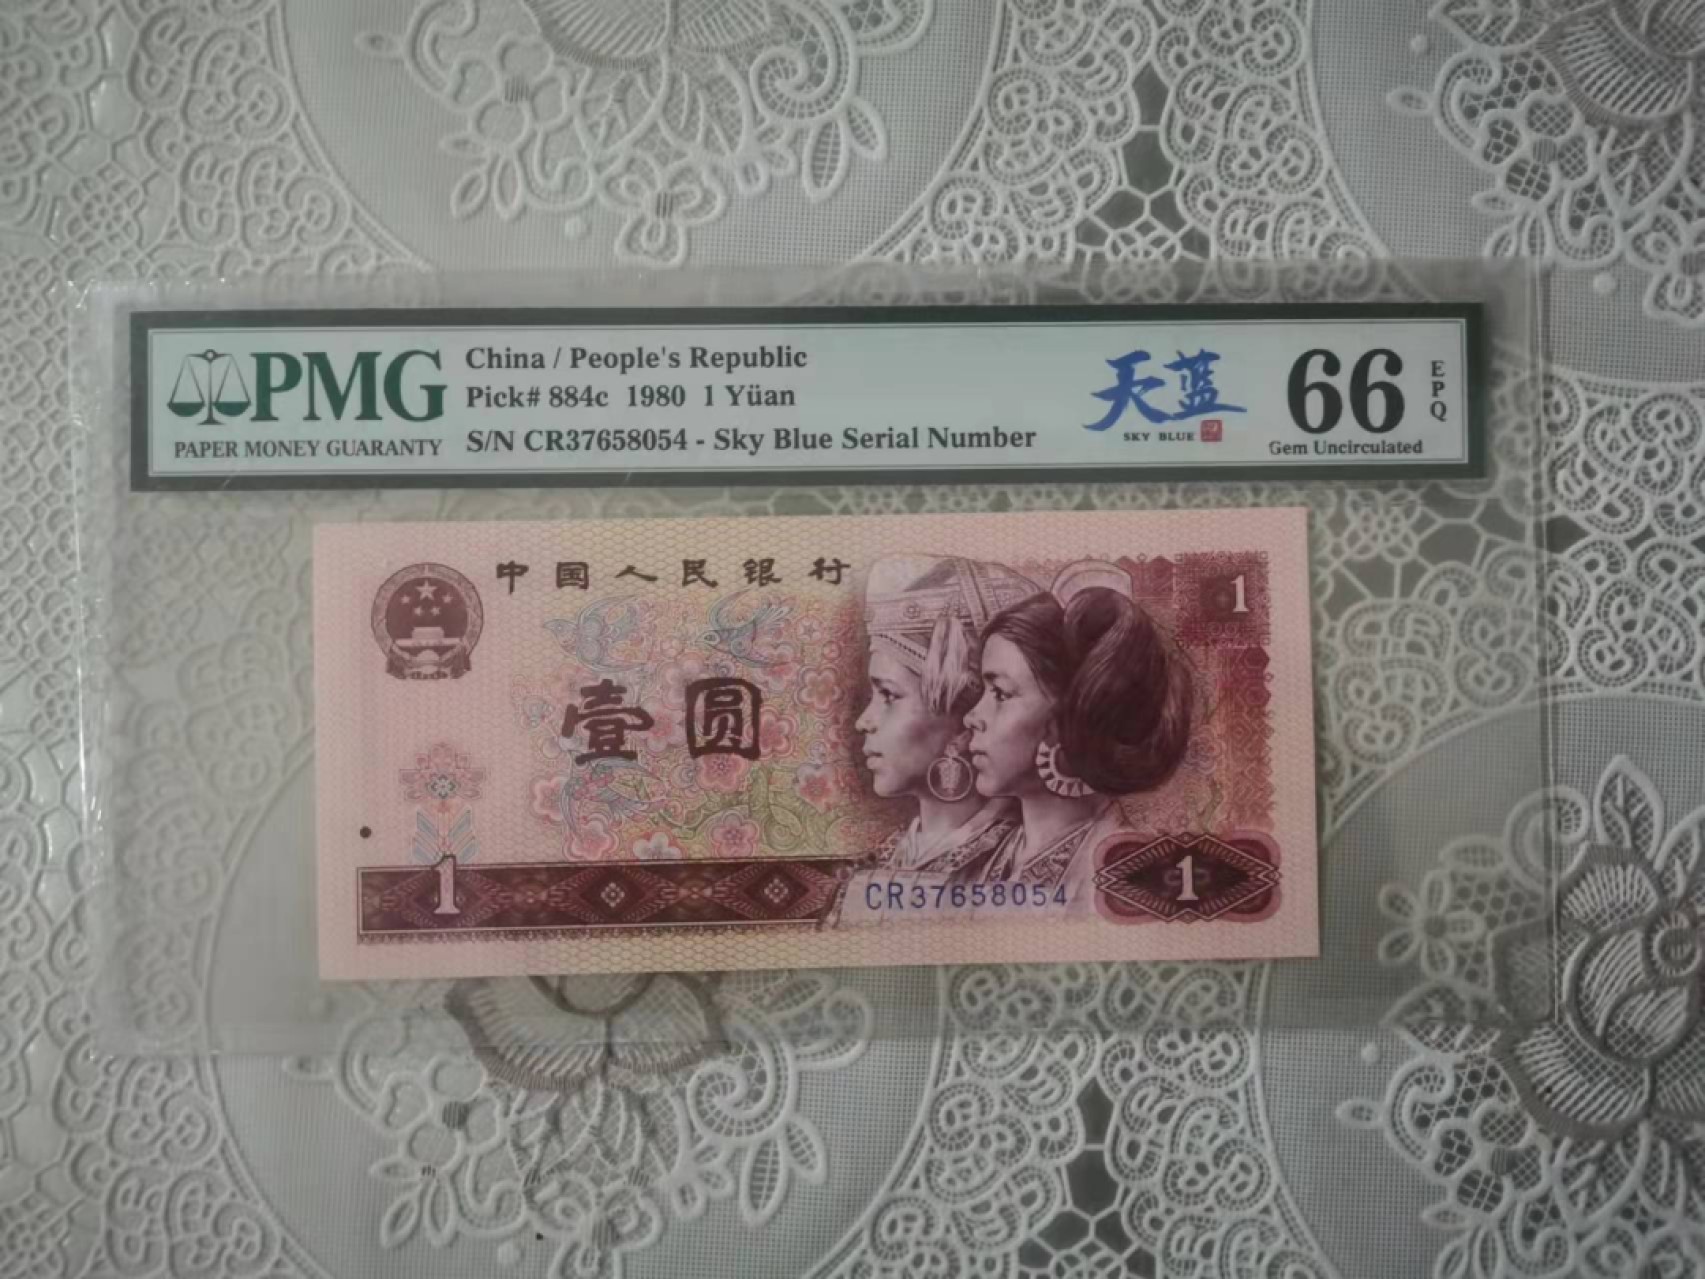 PMG
PAPER MONEY GUARANTY
China / People's Republic
Pick# 884c 1980 1 Yüan
S/N CR37658054 - Sky Blue Serial Number
天蓝
SKY BLUE
66
EPQ
Gem Uncirculated
中国人民银行
1
壹圆
1
CR37658054
1